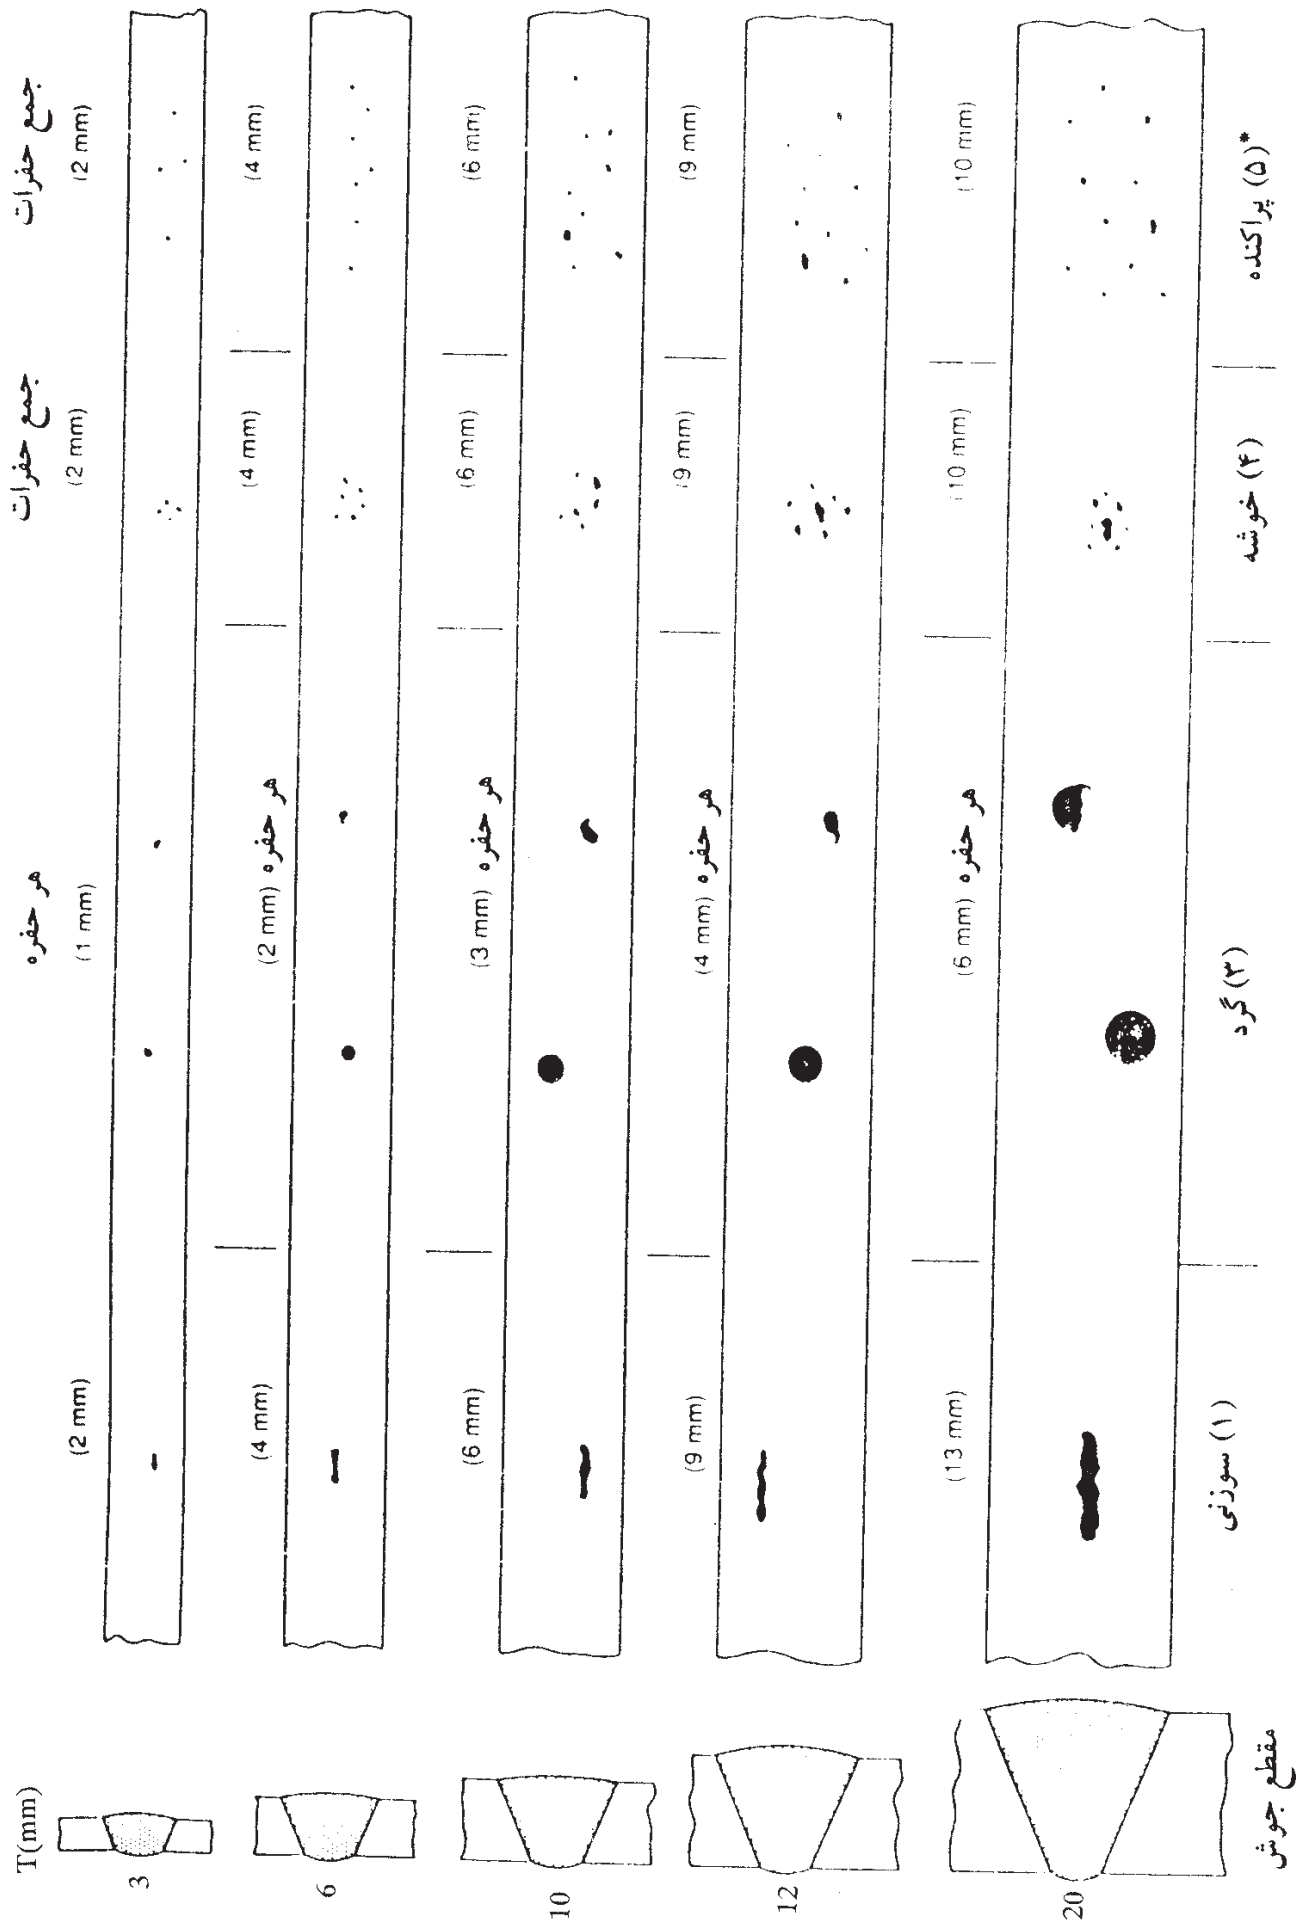 T(mm)
هر حفره
جمع حفرات
جمع حفرات
3
(2 mm)
(1 mm)
(2 mm)
(2 mm)
6
(4 mm)
هر حفره (2 mm)
(4 mm)
(4 mm)
10
(6 mm)
هر حفره (3 mm)
(6 mm)
(6 mm)
12
(9 mm)
هر حفره (4 mm)
(9 mm)
(9 mm)
20
(13 mm)
هر حفره (6 mm)
(10 mm)
(10 mm)
مقطع جوش
سوزنی (۱)
گرد (۳)
خوشه (۴)
پراکنده (۵)*